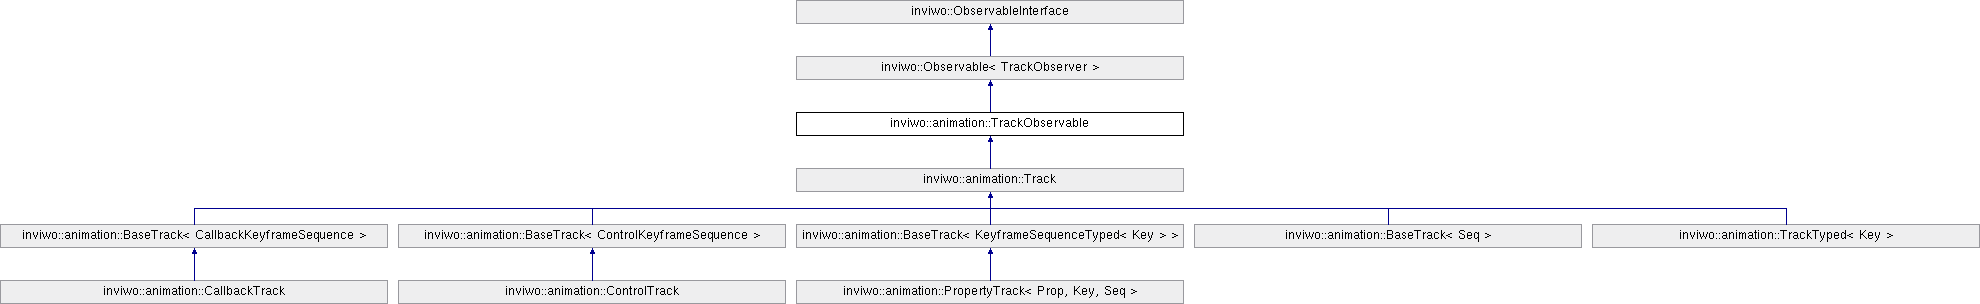 inviwo::ObservableInterface
inviwo::Observable< TrackObserver >
inviwo::animation::TrackObservable
inviwo::animation::Track
inviwo::animation::BaseTrack< CallbackKeyframeSequence >
inviwo::animation::BaseTrack< ControlKeyframeSequence >
inviwo::animation::BaseTrack< KeyframeSequenceTyped< Key > >
inviwo::animation::BaseTrack< Seq >
inviwo::animation::TrackTyped< Key >
inviwo::animation::CallbackTrack
inviwo::animation::ControlTrack
inviwo::animation::PropertyTrack< Prop, Key, Seq >